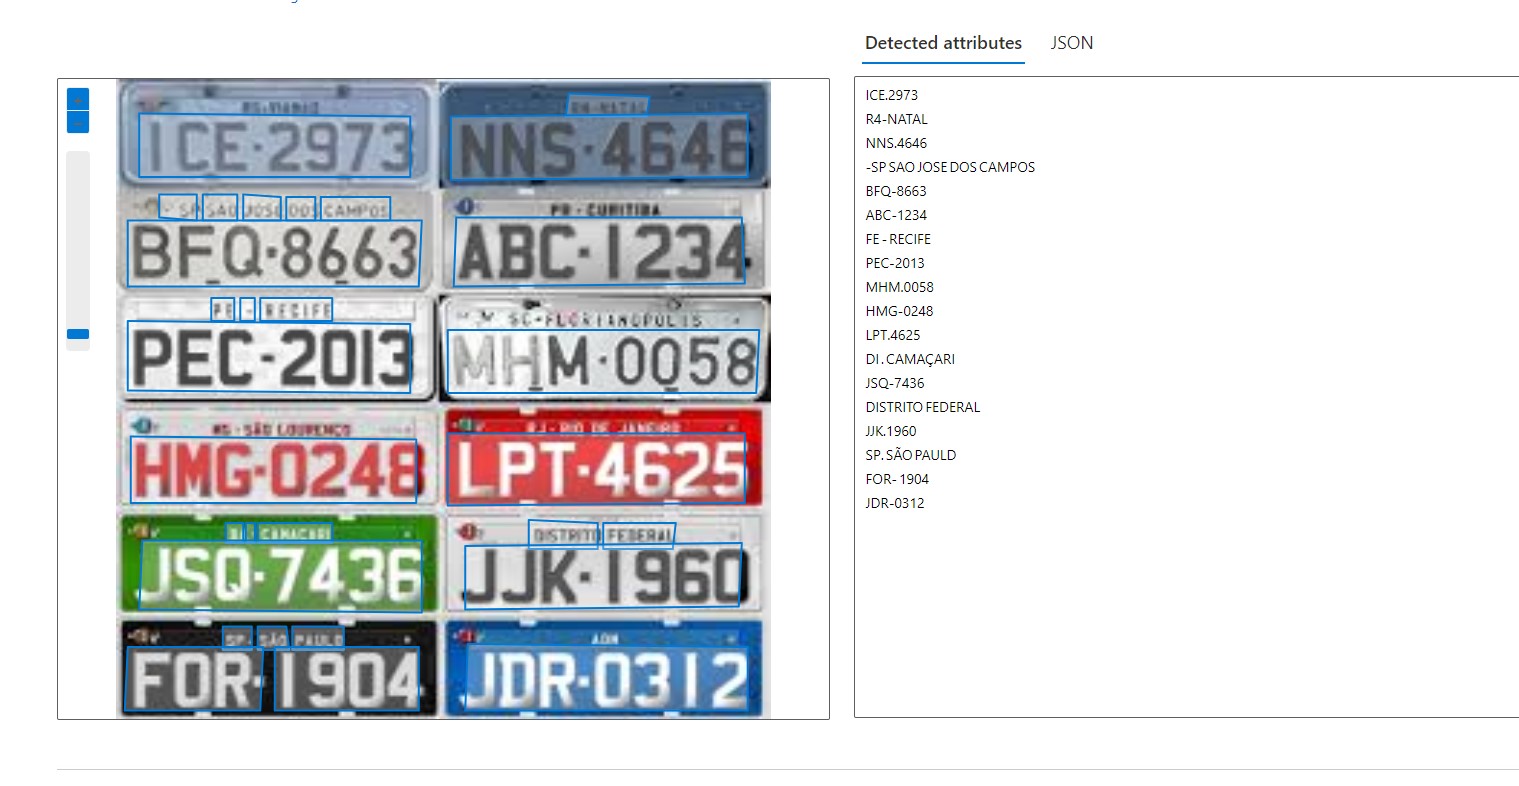 Detected attributes JSON
RS-VIAMÃO
ICE·2973
RN-NATAL
NNS·4646
SP SAO JOSE DOS CAMPOS
BFQ·8663
PR-CURITIBA
ABC·1234
PE - RECIFE
PEC-2013
SC-FLORIANOPOLIS
MHM·0058
MG-SÃO LOURENÇO
HMG·0248
RJ-RIO DE JANEIRO
LPT·4625
CAMAÇARI
JSQ·7436
DISTRITO FEDERAL
JJK·1960
SP-SÃO PAULO
FOR·1904
ADM
JDR·0312
ICE.2973
R4-NATAL
NNS.4646
-SP SAO JOSE DOS CAMPOS
BFQ-8663
ABC-1234
FE - RECIFE
PEC-2013
MHM.0058
HMG-0248
LPT.4625
DI. CAMAÇARI
JSQ-7436
DISTRITO FEDERAL
JJK.1960
SP. SÃO PAULD
FOR- 1904
JDR-0312